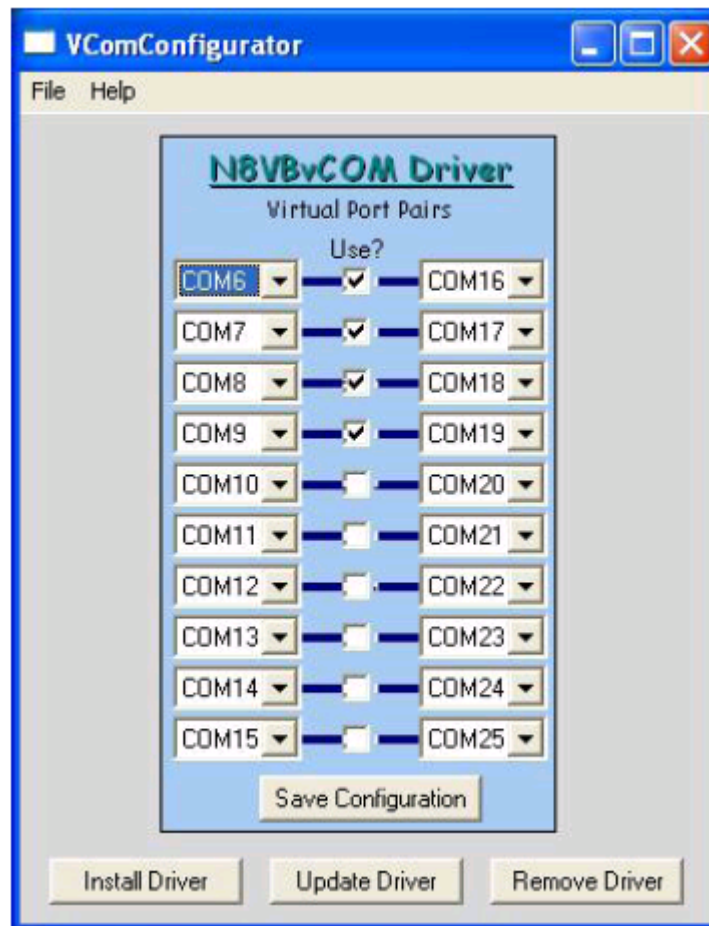 VComConfigurator
File Help
N8VBvCOM Driver
Virtual Port Pairs
Use?
COM6 COM16
COM7 COM17
COM8 COM18
COM9 COM19
COM10 COM20
COM11 COM21
COM12 COM22
COM13 COM23
COM14 COM24
COM15 COM25
Save Configuration
Install Driver Update Driver Remove Driver